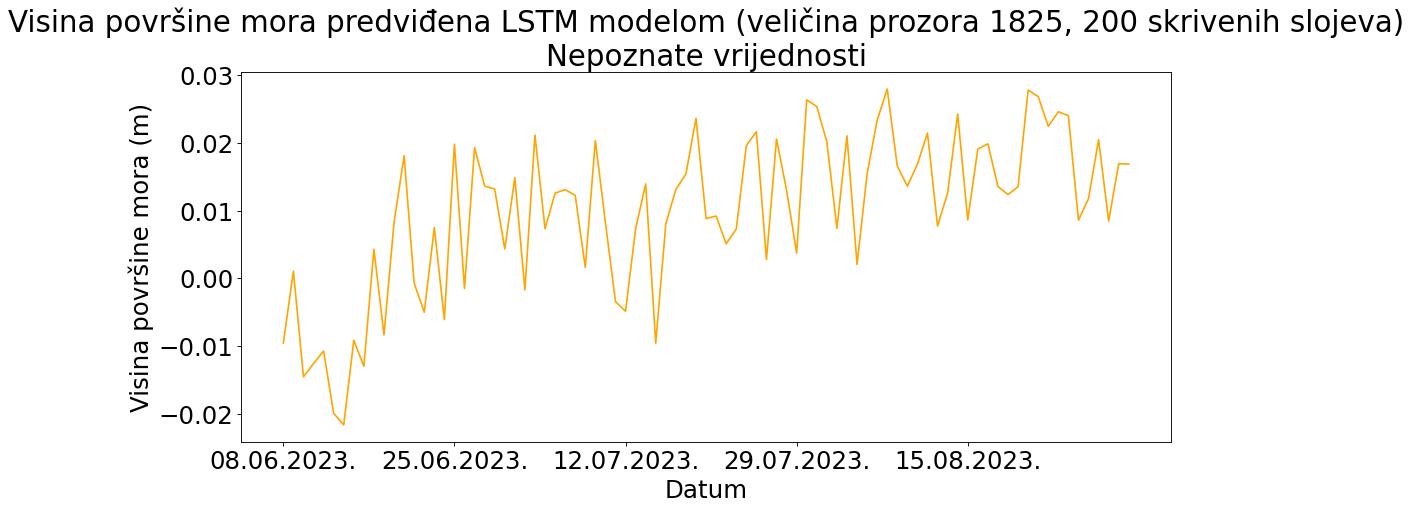 Visina površine mora predviđena LSTM modelom (veličina prozora 1825, 200 skrivenih slojeva)
Nepoznate vrijednosti
Visina površine mora (m)
0.03
0.02
0.01
0.00
−0.01
−0.02
08.06.2023. 25.06.2023. 12.07.2023. 29.07.2023. 15.08.2023.
Datum